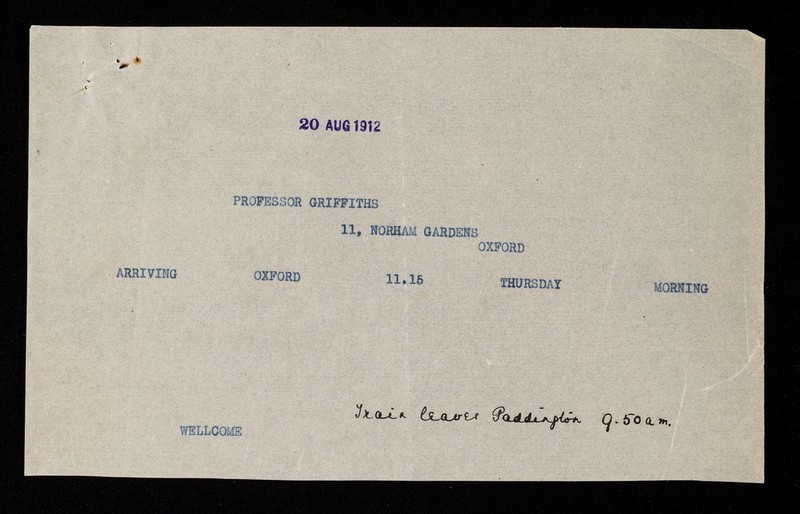 20 AUG 1912
PROFESSOR GRIFFITHS
11, NORHAM GARDENS
OXFORD
ARRIVING OXFORD 11.15 THURSDAY MORNING
Train leaves Paddington 9.50 a.m.
WELLCOME